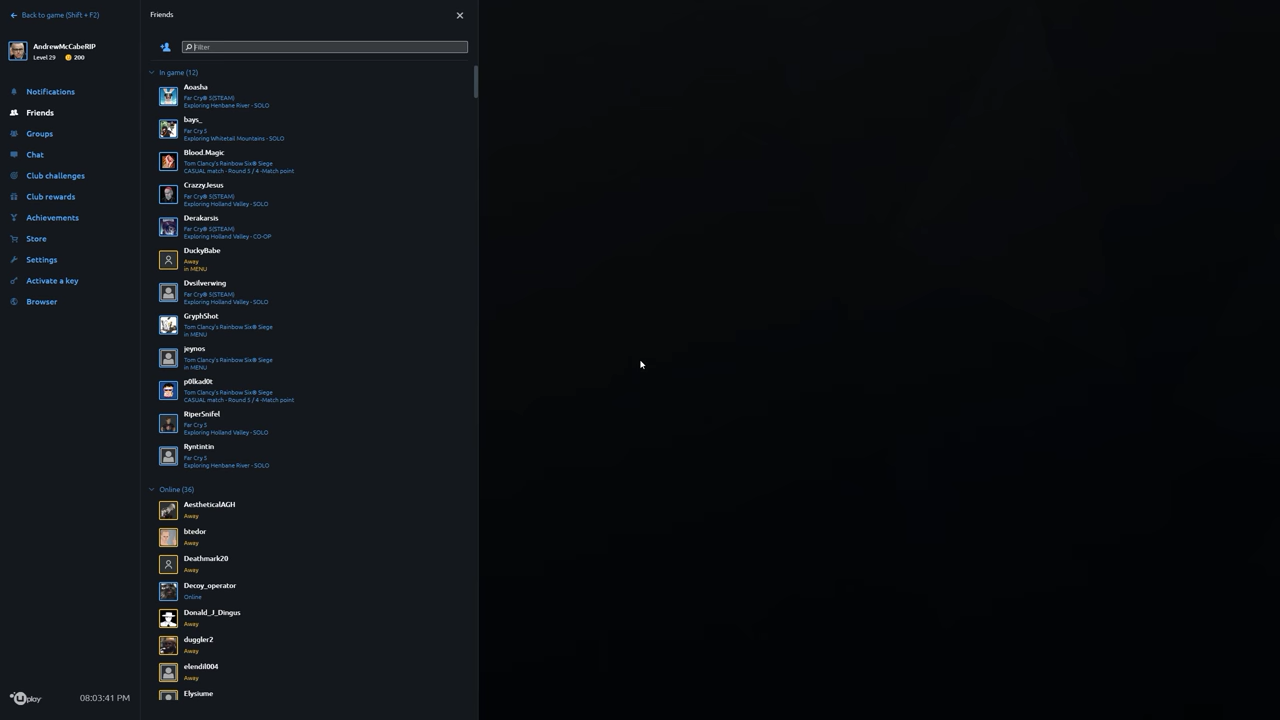 Back to game (Shift + F2)
AndrewMcCabeRIP
Level 29 200
Notifications
Friends
Groups
Chat
Club challenges
Club rewards
Achievements
Store
Settings
Activate a key
Browser
uplay 08:03:41 PM
Friends
Filter
In game (12)
Aoasha
Far Cry® 5(STEAM)
Exploring Henbane River - SOLO
bays_
Far Cry 5
Exploring Whitetail Mountains - SOLO
Blood.Magic
Tom Clancy's Rainbow Six® Siege
CASUAL match - Round 5 / 4 -Match point
CrazzyJesus
Far Cry® 5(STEAM)
Exploring Holland Valley - SOLO
Derakarsis
Far Cry® 5(STEAM)
Exploring Holland Valley - CO-OP
DuckyBabe
Away
in MENU
Dvsilverwing
Far Cry® 5(STEAM)
Exploring Holland Valley - SOLO
GryphShot
Tom Clancy's Rainbow Six® Siege
in MENU
jeynos
Tom Clancy's Rainbow Six® Siege
in MENU
p0lkad0t
Tom Clancy's Rainbow Six® Siege
CASUAL match - Round 5 / 4 -Match point
RiperSnifel
Far Cry 5
Exploring Holland Valley - SOLO
Ryntintin
Far Cry 5
Exploring Henbane River - SOLO
Online (36)
AestheticalAGH
Away
btedor
Away
Deathmark20
Away
Decoy_operator
Online
Donald_J_Dingus
Away
duggler2
Away
elendil004
Away
Elysiume